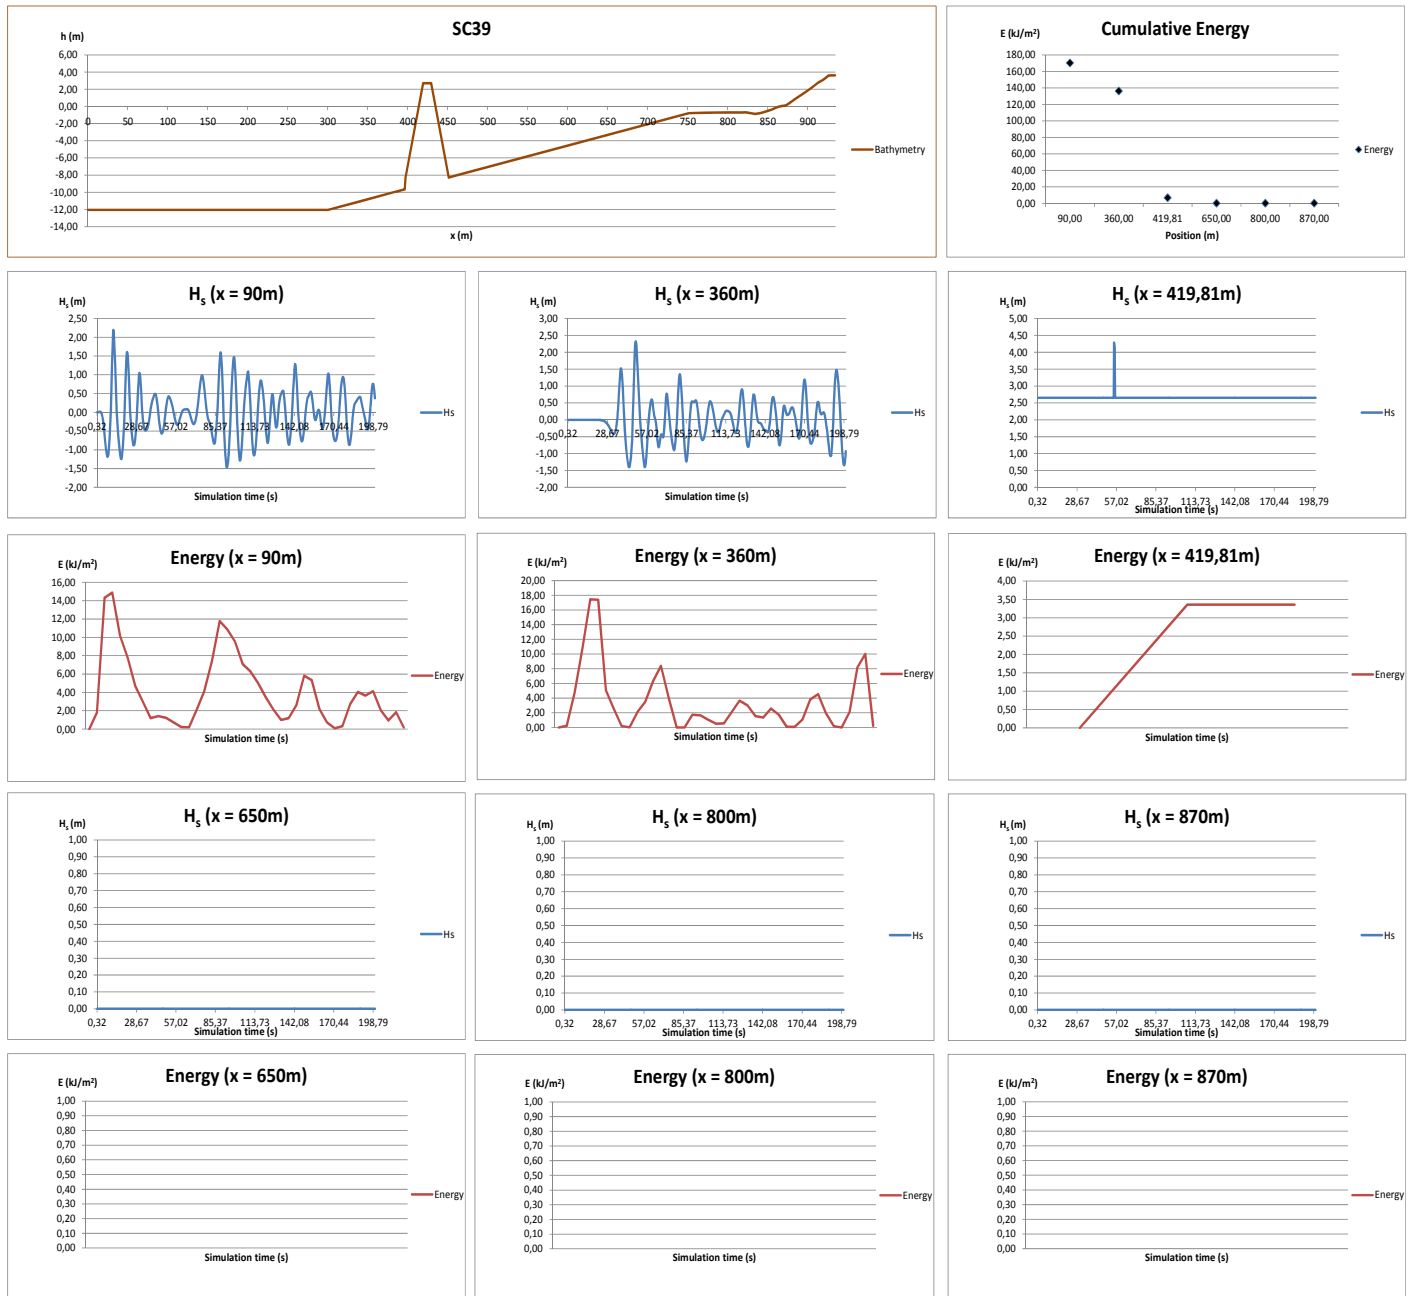 SC39
h (m)
6,00
4,00
2,00
0,00
-2,00
-4,00
-6,00
-8,00
-10,00
-12,00
-14,00
0 50 100 150 200 250 300 350 400 450 500 550 600 650 700 750 800 850 900
x (m)
Bathymetry
Cumulative Energy
E (kJ/m²)
180,00
160,00
140,00
120,00
100,00
80,00
60,00
40,00
20,00
0,00
90,00 360,00 419,81 650,00 800,00 870,00
Position (m)
Energy
Hs (x = 90m)
Hs (m)
2,50
2,00
1,50
1,00
0,50
0,00
-0,50
-1,00
-1,50
-2,00
0,32 28,67 57,02 85,37 113,73 142,08 170,44 198,79
Simulation time (s)
Hs
Hs (x = 360m)
Hs (m)
3,00
2,50
2,00
1,50
1,00
0,50
0,00
-0,50
-1,00
-1,50
-2,00
0,32 28,67 57,02 85,37 113,73 142,08 170,44 198,79
Simulation time (s)
Hs
Hs (x = 419,81m)
Hs (m)
5,00
4,50
4,00
3,50
3,00
2,50
2,00
1,50
1,00
0,50
0,00
0,32 28,67 57,02 85,37 113,73 142,08 170,44 198,79
Simulation time (s)
Hs
Energy (x = 90m)
E (kJ/m²)
16,00
14,00
12,00
10,00
8,00
6,00
4,00
2,00
0,00
Simulation time (s)
Energy
Energy (x = 360m)
E (kJ/m²)
20,00
18,00
16,00
14,00
12,00
10,00
8,00
6,00
4,00
2,00
0,00
Simulation time (s)
Energy
Energy (x = 419,81m)
E (kJ/m²)
4,00
3,50
3,00
2,50
2,00
1,50
1,00
0,50
0,00
Simulation time (s)
Energy
Hs (x = 650m)
Hs (m)
1,00
0,90
0,80
0,70
0,60
0,50
0,40
0,30
0,20
0,10
0,00
0,32 28,67 57,02 85,37 113,73 142,08 170,44 198,79
Simulation time (s)
Hs
Hs (x = 800m)
Hs (m)
1,00
0,90
0,80
0,70
0,60
0,50
0,40
0,30
0,20
0,10
0,00
0,32 28,67 57,02 85,37 113,73 142,08 170,44 198,79
Simulation time (s)
Hs
Hs (x = 870m)
Hs (m)
1,00
0,90
0,80
0,70
0,60
0,50
0,40
0,30
0,20
0,10
0,00
0,32 28,67 57,02 85,37 113,73 142,08 170,44 198,79
Simulation time (s)
Hs
Energy (x = 650m)
E (kJ/m²)
1,00
0,90
0,80
0,70
0,60
0,50
0,40
0,30
0,20
0,10
0,00
Simulation time (s)
Energy
Energy (x = 800m)
E (kJ/m²)
1,00
0,90
0,80
0,70
0,60
0,50
0,40
0,30
0,20
0,10
0,00
Simulation time (s)
Energy
Energy (x = 870m)
E (kJ/m²)
1,00
0,90
0,80
0,70
0,60
0,50
0,40
0,30
0,20
0,10
0,00
Simulation time (s)
Energy